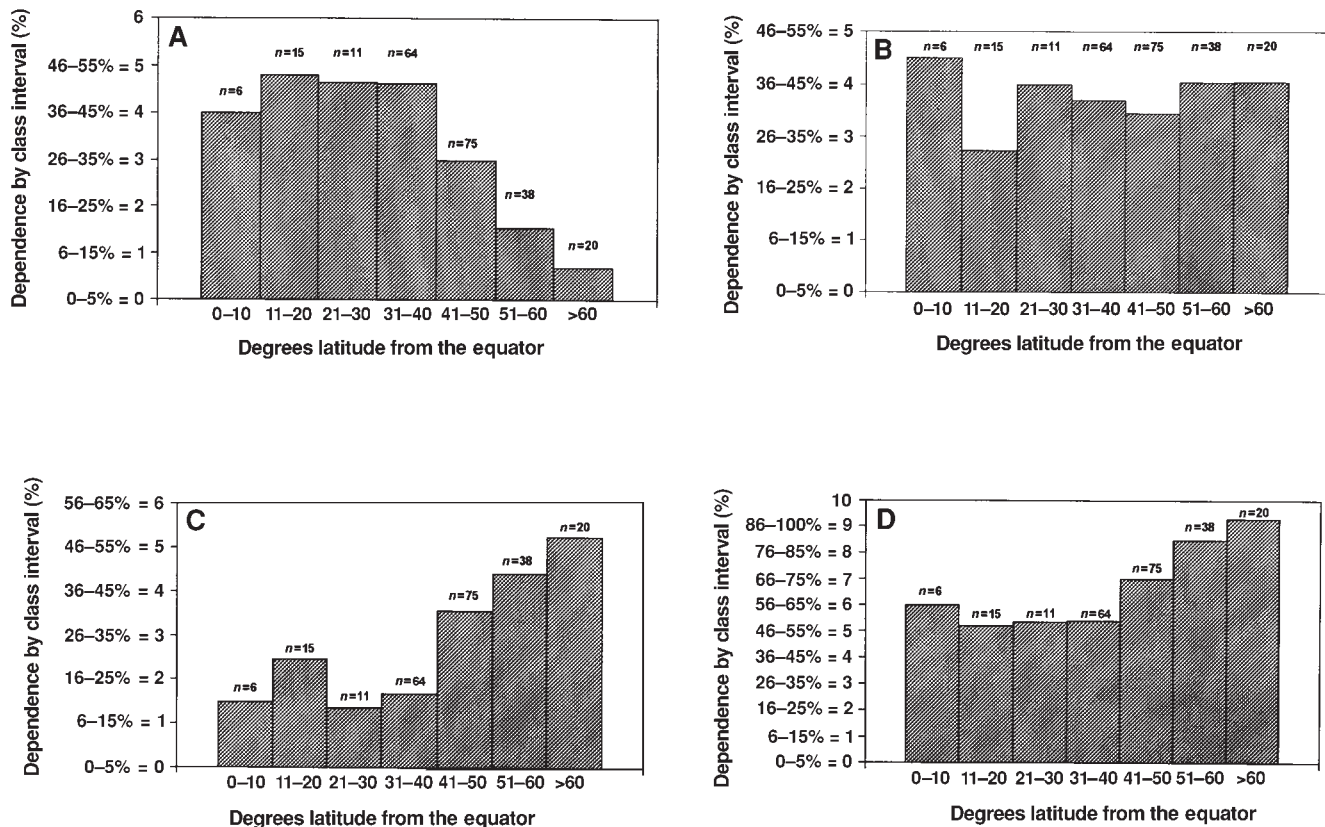 A
Dependence by class interval (%)
6
46–55% = 5
36–45% = 4
26–35% = 3
16–25% = 2
6–15% = 1
0–5% = 0
n=6
n=15
n=11
n=64
n=75
n=38
n=20
0–10 11–20 21–30 31–40 41–50 51–60 >60
Degrees latitude from the equator
B
Dependence by class interval (%)
46–55% = 5
36–45% = 4
26–35% = 3
16–25% = 2
6–15% = 1
0–5% = 0
n=6 n=15 n=11 n=64 n=75 n=38 n=20
0–10 11–20 21–30 31–40 41–50 51–60 >60
Degrees latitude from the equator
C
Dependence by class interval (%)
56–65% = 6
46–55% = 5
36–45% = 4
26–35% = 3
16–25% = 2
6–15% = 1
0–5% = 0
n=6
n=15
n=11
n=64
n=75
n=38
n=20
0–10 11–20 21–30 31–40 41–50 51–60 >60
Degrees latitude from the equator
D
Dependence by class interval (%)
10
86–100% = 9
76–85% = 8
66–75% = 7
56–65% = 6
46–55% = 5
36–45% = 4
26–35% = 3
16–25% = 2
6–15% = 1
0–5% = 0
n=6
n=15
n=11
n=64
n=75
n=38
n=20
0–10 11–20 21–30 31–40 41–50 51–60 >60
Degrees latitude from the equator